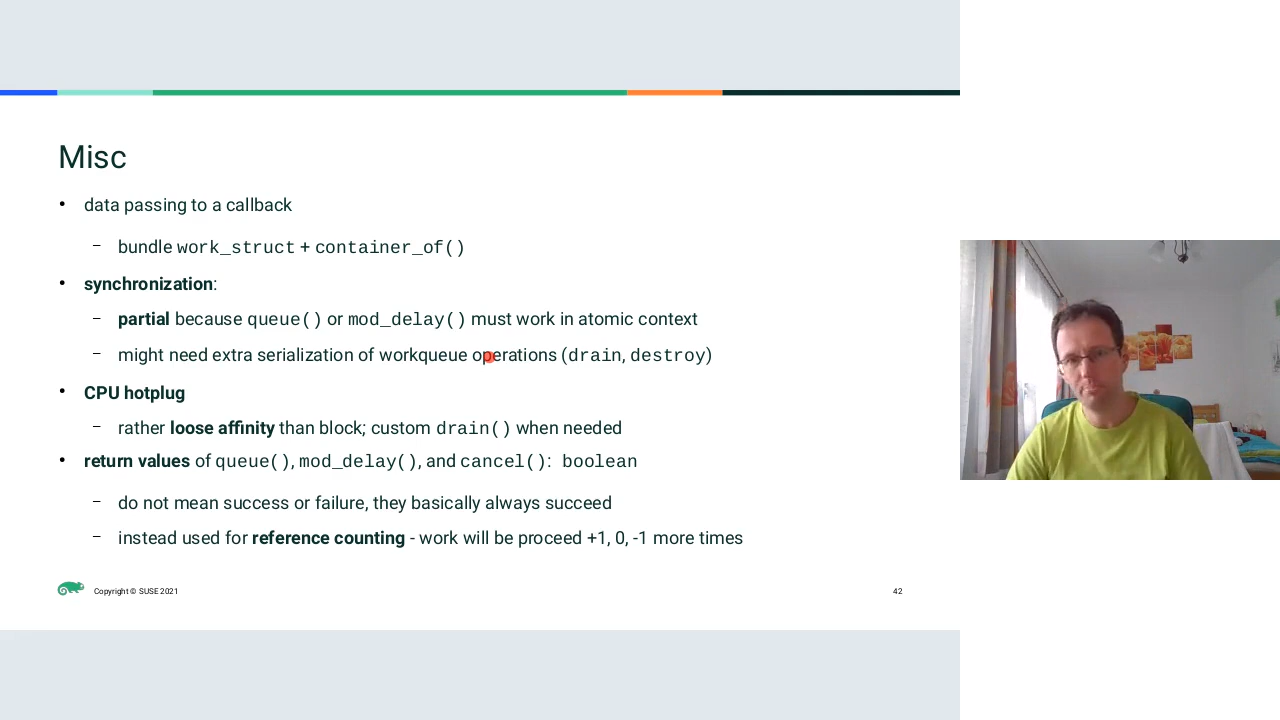 Misc
• data passing to a callback
– bundle work_struct + container_of()
• synchronization:
– partial because queue() or mod_delay() must work in atomic context
– might need extra serialization of workqueue operations (drain, destroy)
• CPU hotplug
– rather loose affinity than block; custom drain() when needed
• return values of queue(), mod_delay(), and cancel(): boolean
– do not mean success or failure, they basically always succeed
– instead used for reference counting - work will be proceed +1, 0, -1 more times
Copyright © SUSE 2021
42